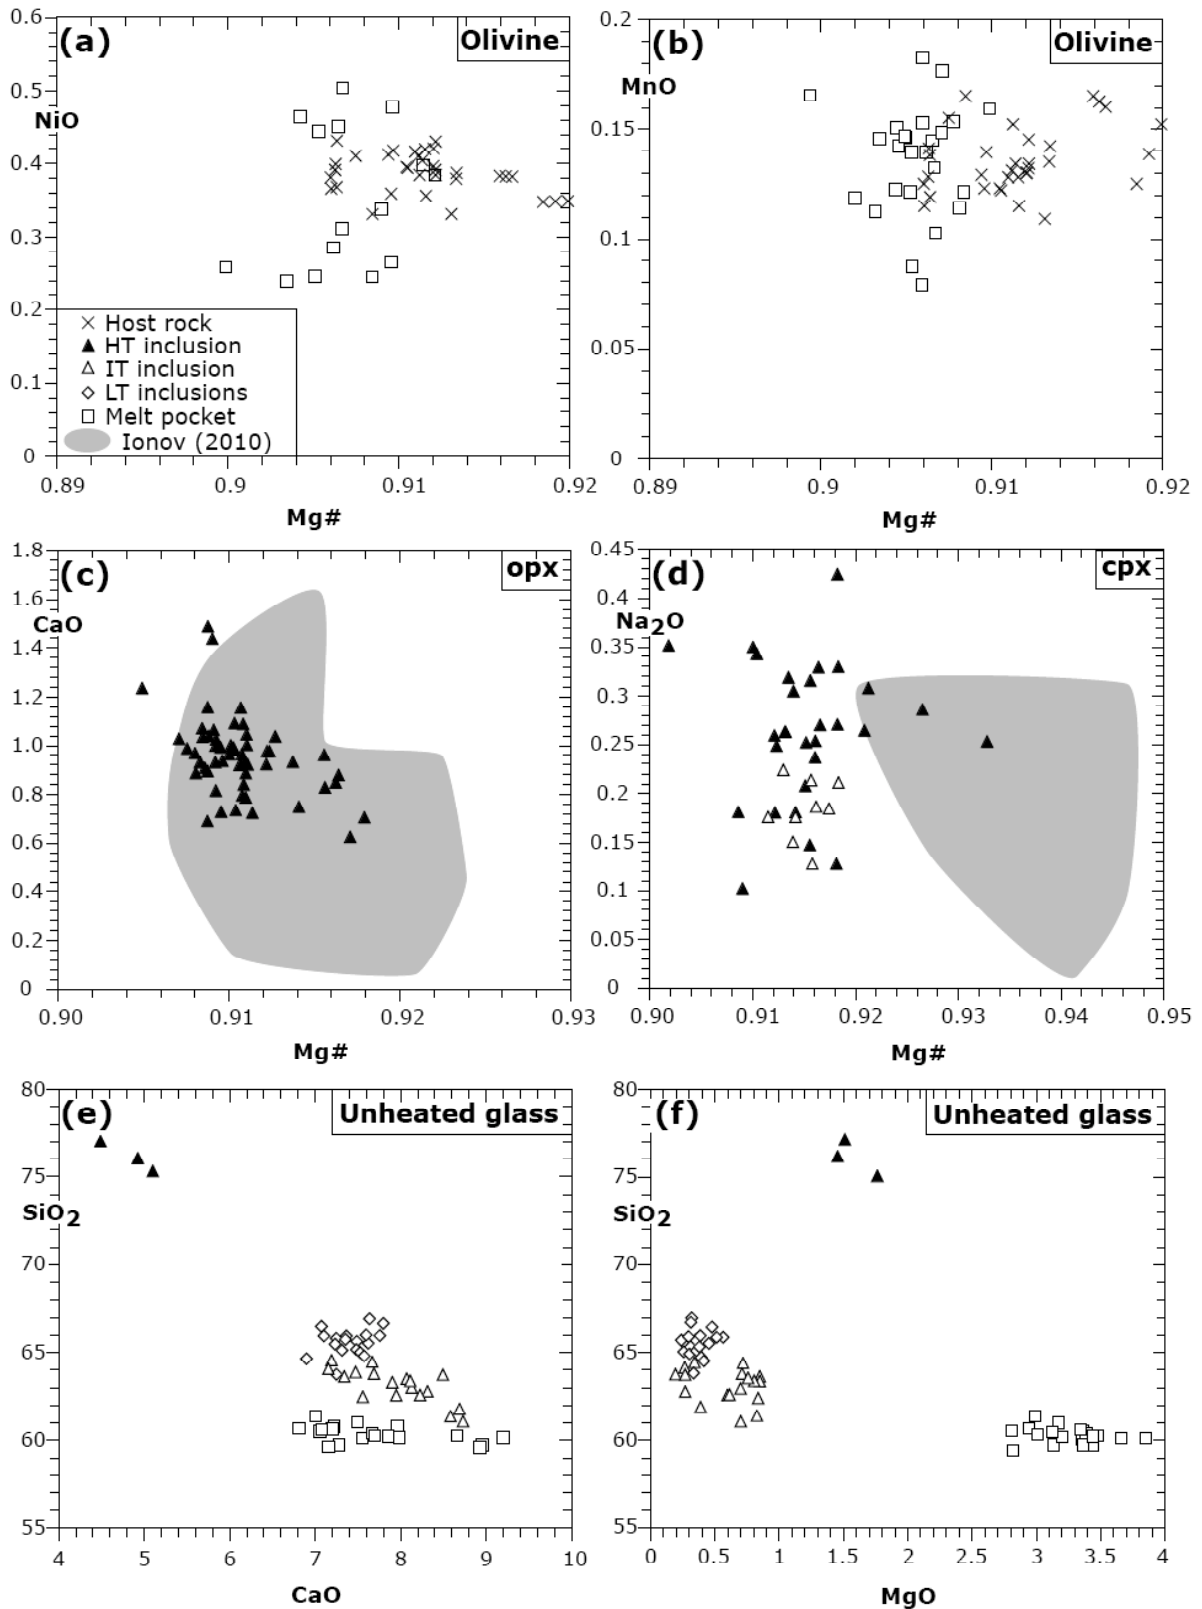 (a)
Olivine
NiO
0.6
0.5
0.4
0.3
0.2
0.1
0
Host rock
HT inclusion
IT inclusion
LT inclusions
Melt pocket
Ionov (2010)
0.89
0.9
0.91
0.92
Mg#
(b)
Olivine
MnO
0.2
0.15
0.1
0.05
0
0.89
0.9
0.91
0.92
Mg#
(c)
opx
CaO
1.8
1.6
1.4
1.2
1.0
0.8
0.6
0.4
0.2
0
0.90
0.91
0.92
0.93
Mg#
(d)
cpx
Na2O
0.45
0.4
0.35
0.3
0.25
0.2
0.15
0.1
0.05
0
0.90
0.91
0.92
0.93
0.94
0.95
Mg#
(e)
Unheated glass
SiO2
80
75
70
65
60
55
4
5
6
7
8
9
10
CaO
(f)
Unheated glass
SiO2
80
75
70
65
60
55
0
0.5
1
1.5
2
2.5
3
3.5
4
MgO